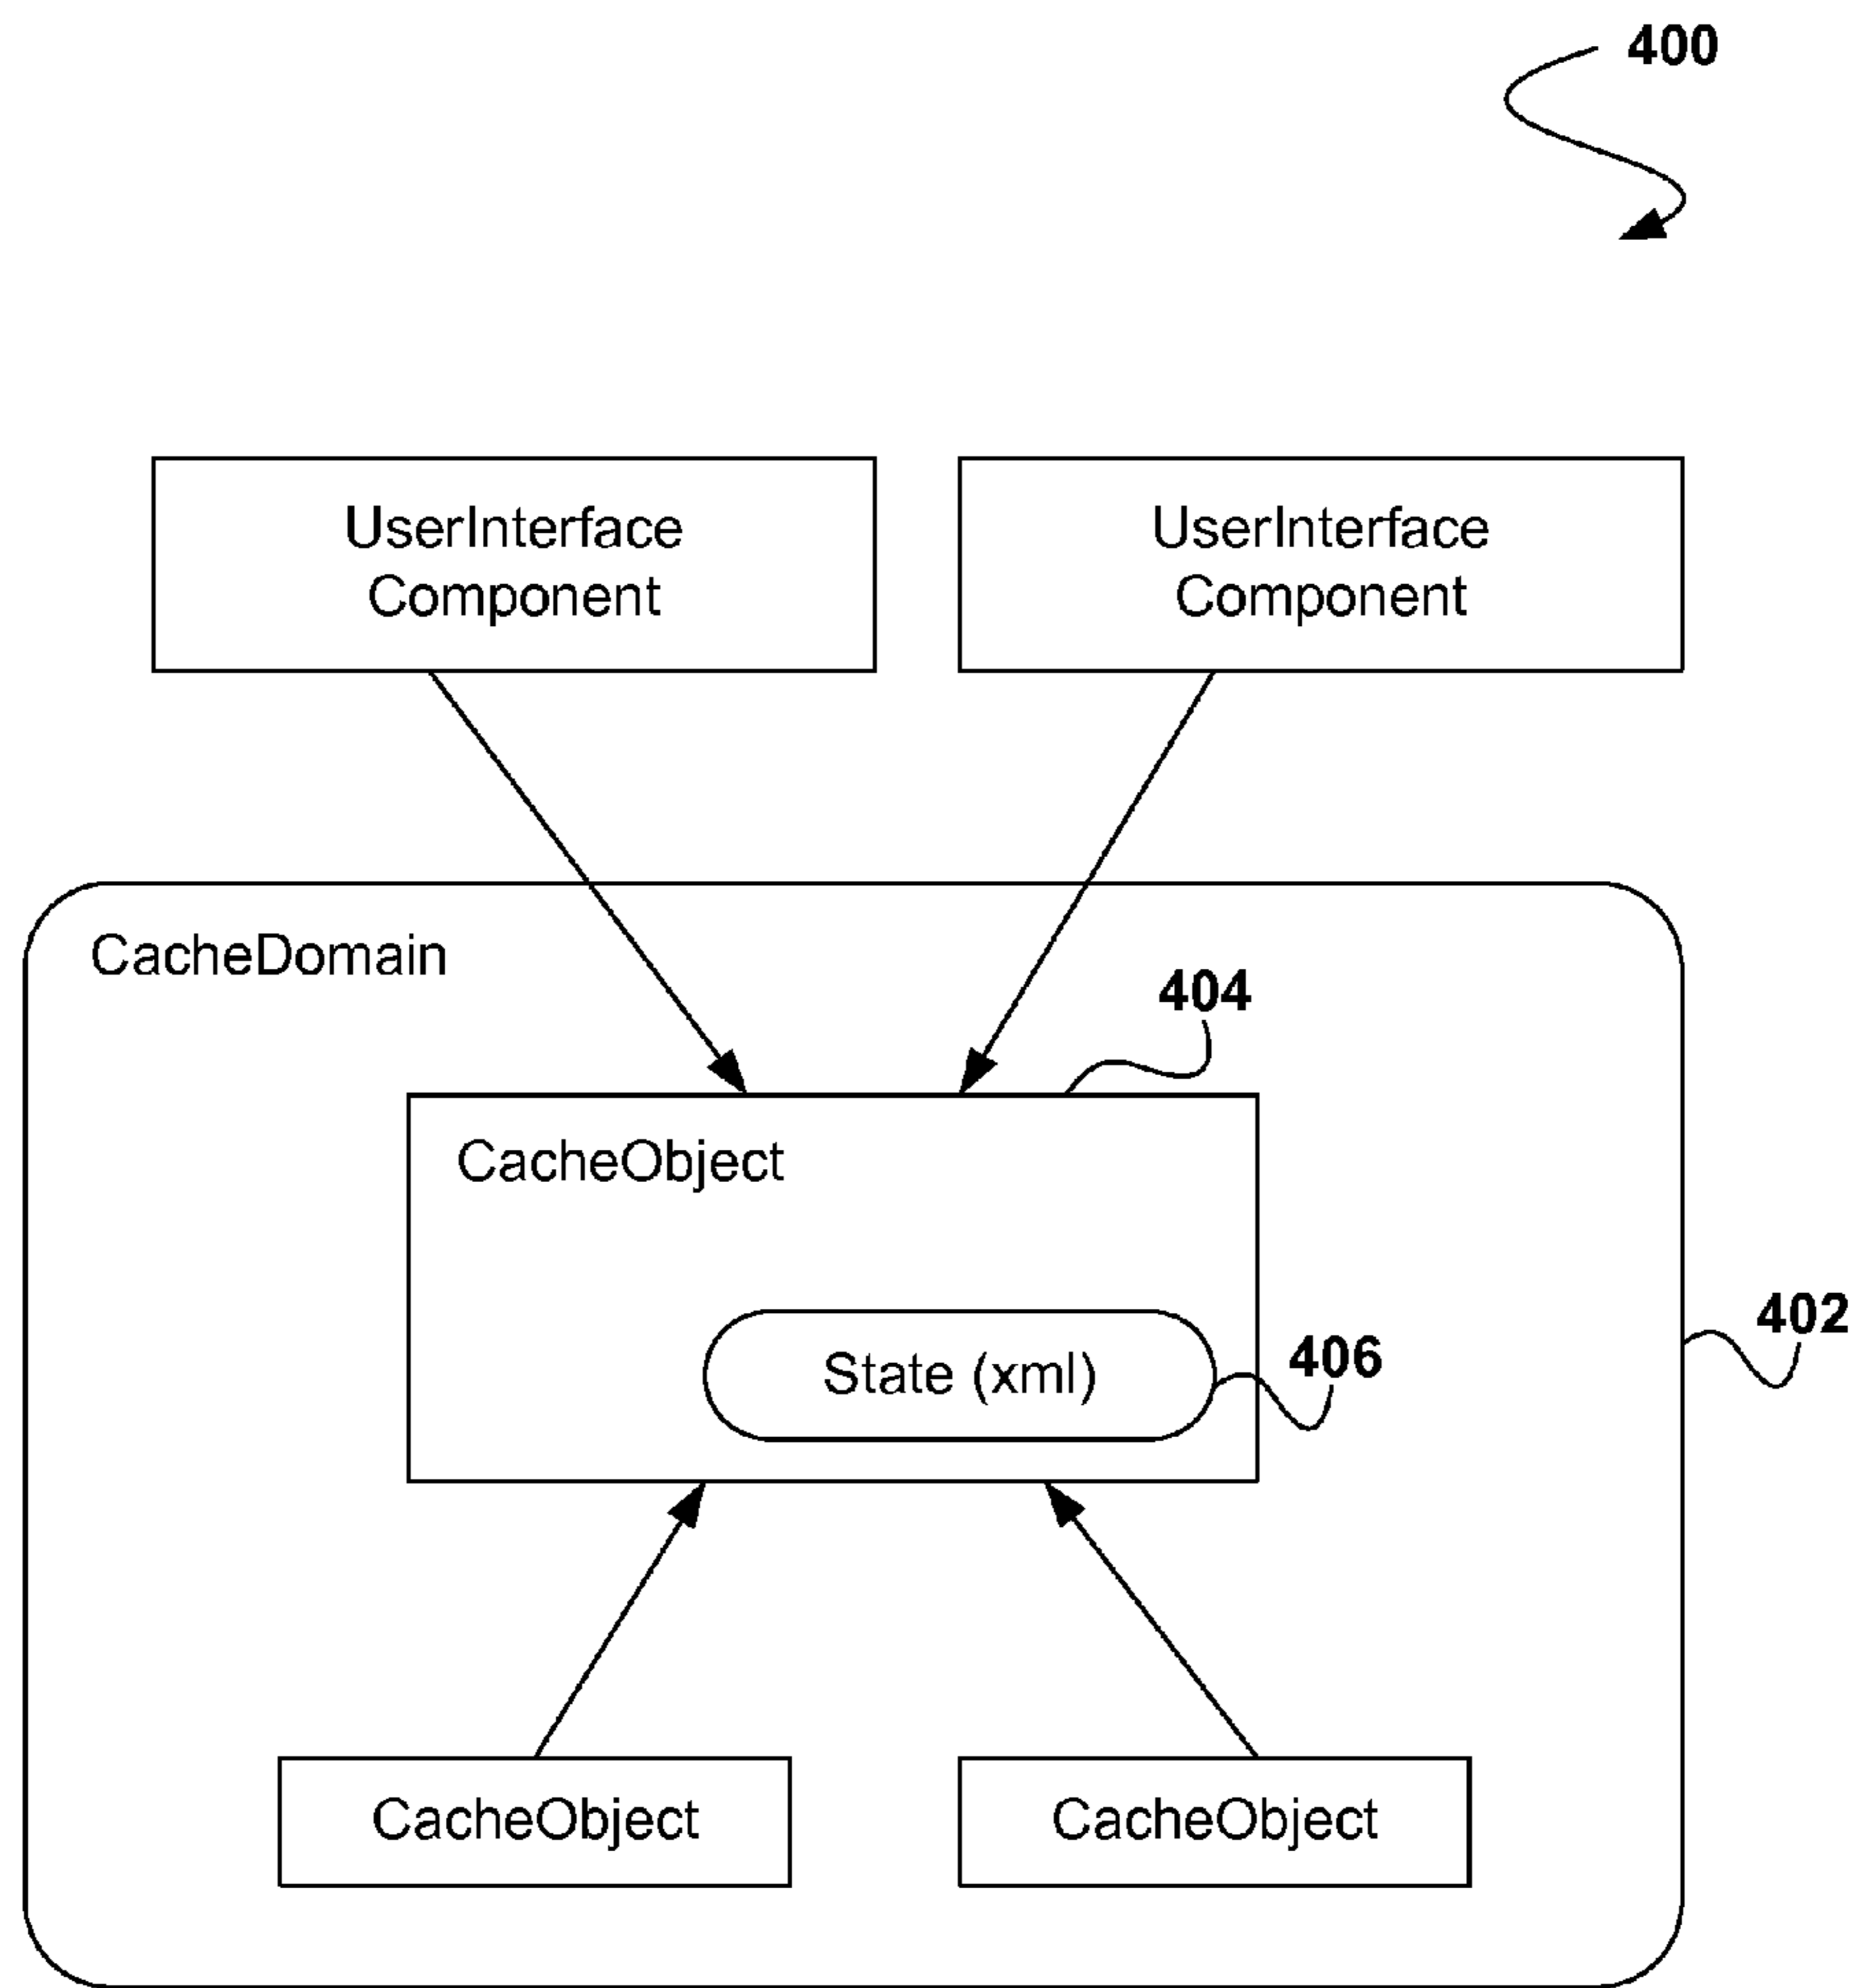 400
UserInterface
Component
UserInterface
Component
CacheDomain
404
CacheObject
402
State (xml)
406
CacheObject
CacheObject